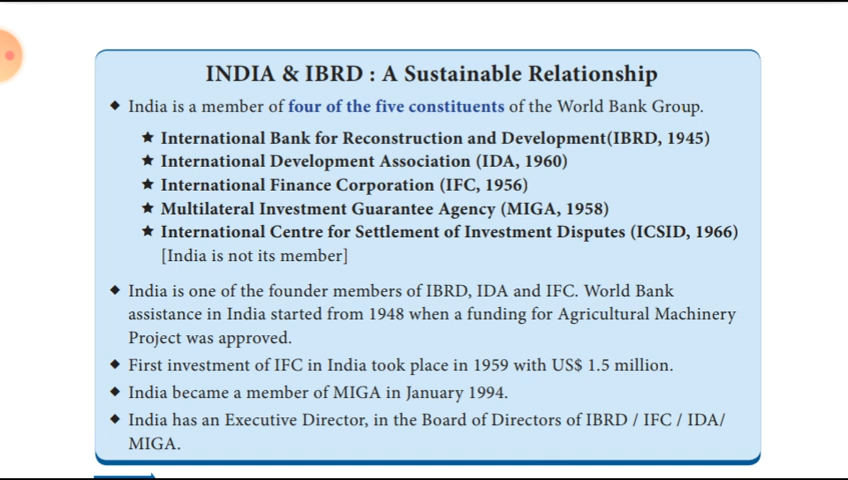 INDIA & IBRD : A Sustainable Relationship
◆ India is a member of four of the five constituents of the World Bank Group.
★ International Bank for Reconstruction and Development(IBRD, 1945)
★ International Development Association (IDA, 1960)
★ International Finance Corporation (IFC, 1956)
★ Multilateral Investment Guarantee Agency (MIGA, 1958)
★ International Centre for Settlement of Investment Disputes (ICSID, 1966)
[India is not its member]
◆ India is one of the founder members of IBRD, IDA and IFC. World Bank
assistance in India started from 1948 when a funding for Agricultural Machinery
Project was approved.
◆ First investment of IFC in India took place in 1959 with US$ 1.5 million.
◆ India became a member of MIGA in January 1994.
◆ India has an Executive Director, in the Board of Directors of IBRD / IFC / IDA/
MIGA.